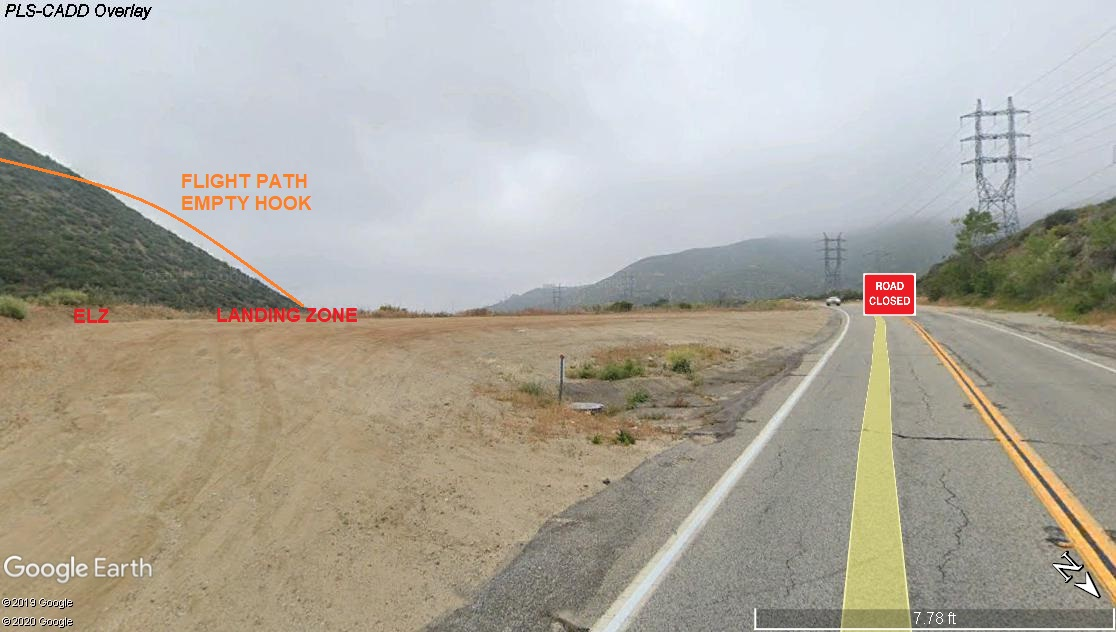 PLS-CADD Overlay
FLIGHT PATH
EMPTY HOOK
ROAD
CLOSED
ELZ
LANDING ZONE
Google Earth
©2019 Google
©2020 Google
N
7.78 ft